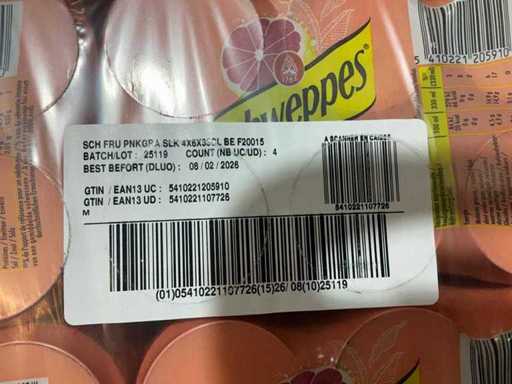 Schweppes®
5 410221 205910
SCH FRU PNKGRA SLK 4X6X33CL BE F20015
A SCANNER EN CAISSE
BATCH/LOT : 25119 COUNT (NB UC/UD) : 4
BEST BEFORT (DLUO) : 08 / 02 / 2026
GTIN / EAN13 UC : 5410221205910
GTIN / EAN13 UD : 5410221107726
M
5410221107726
(01)05410221107726(15)26/ 08(10)25119